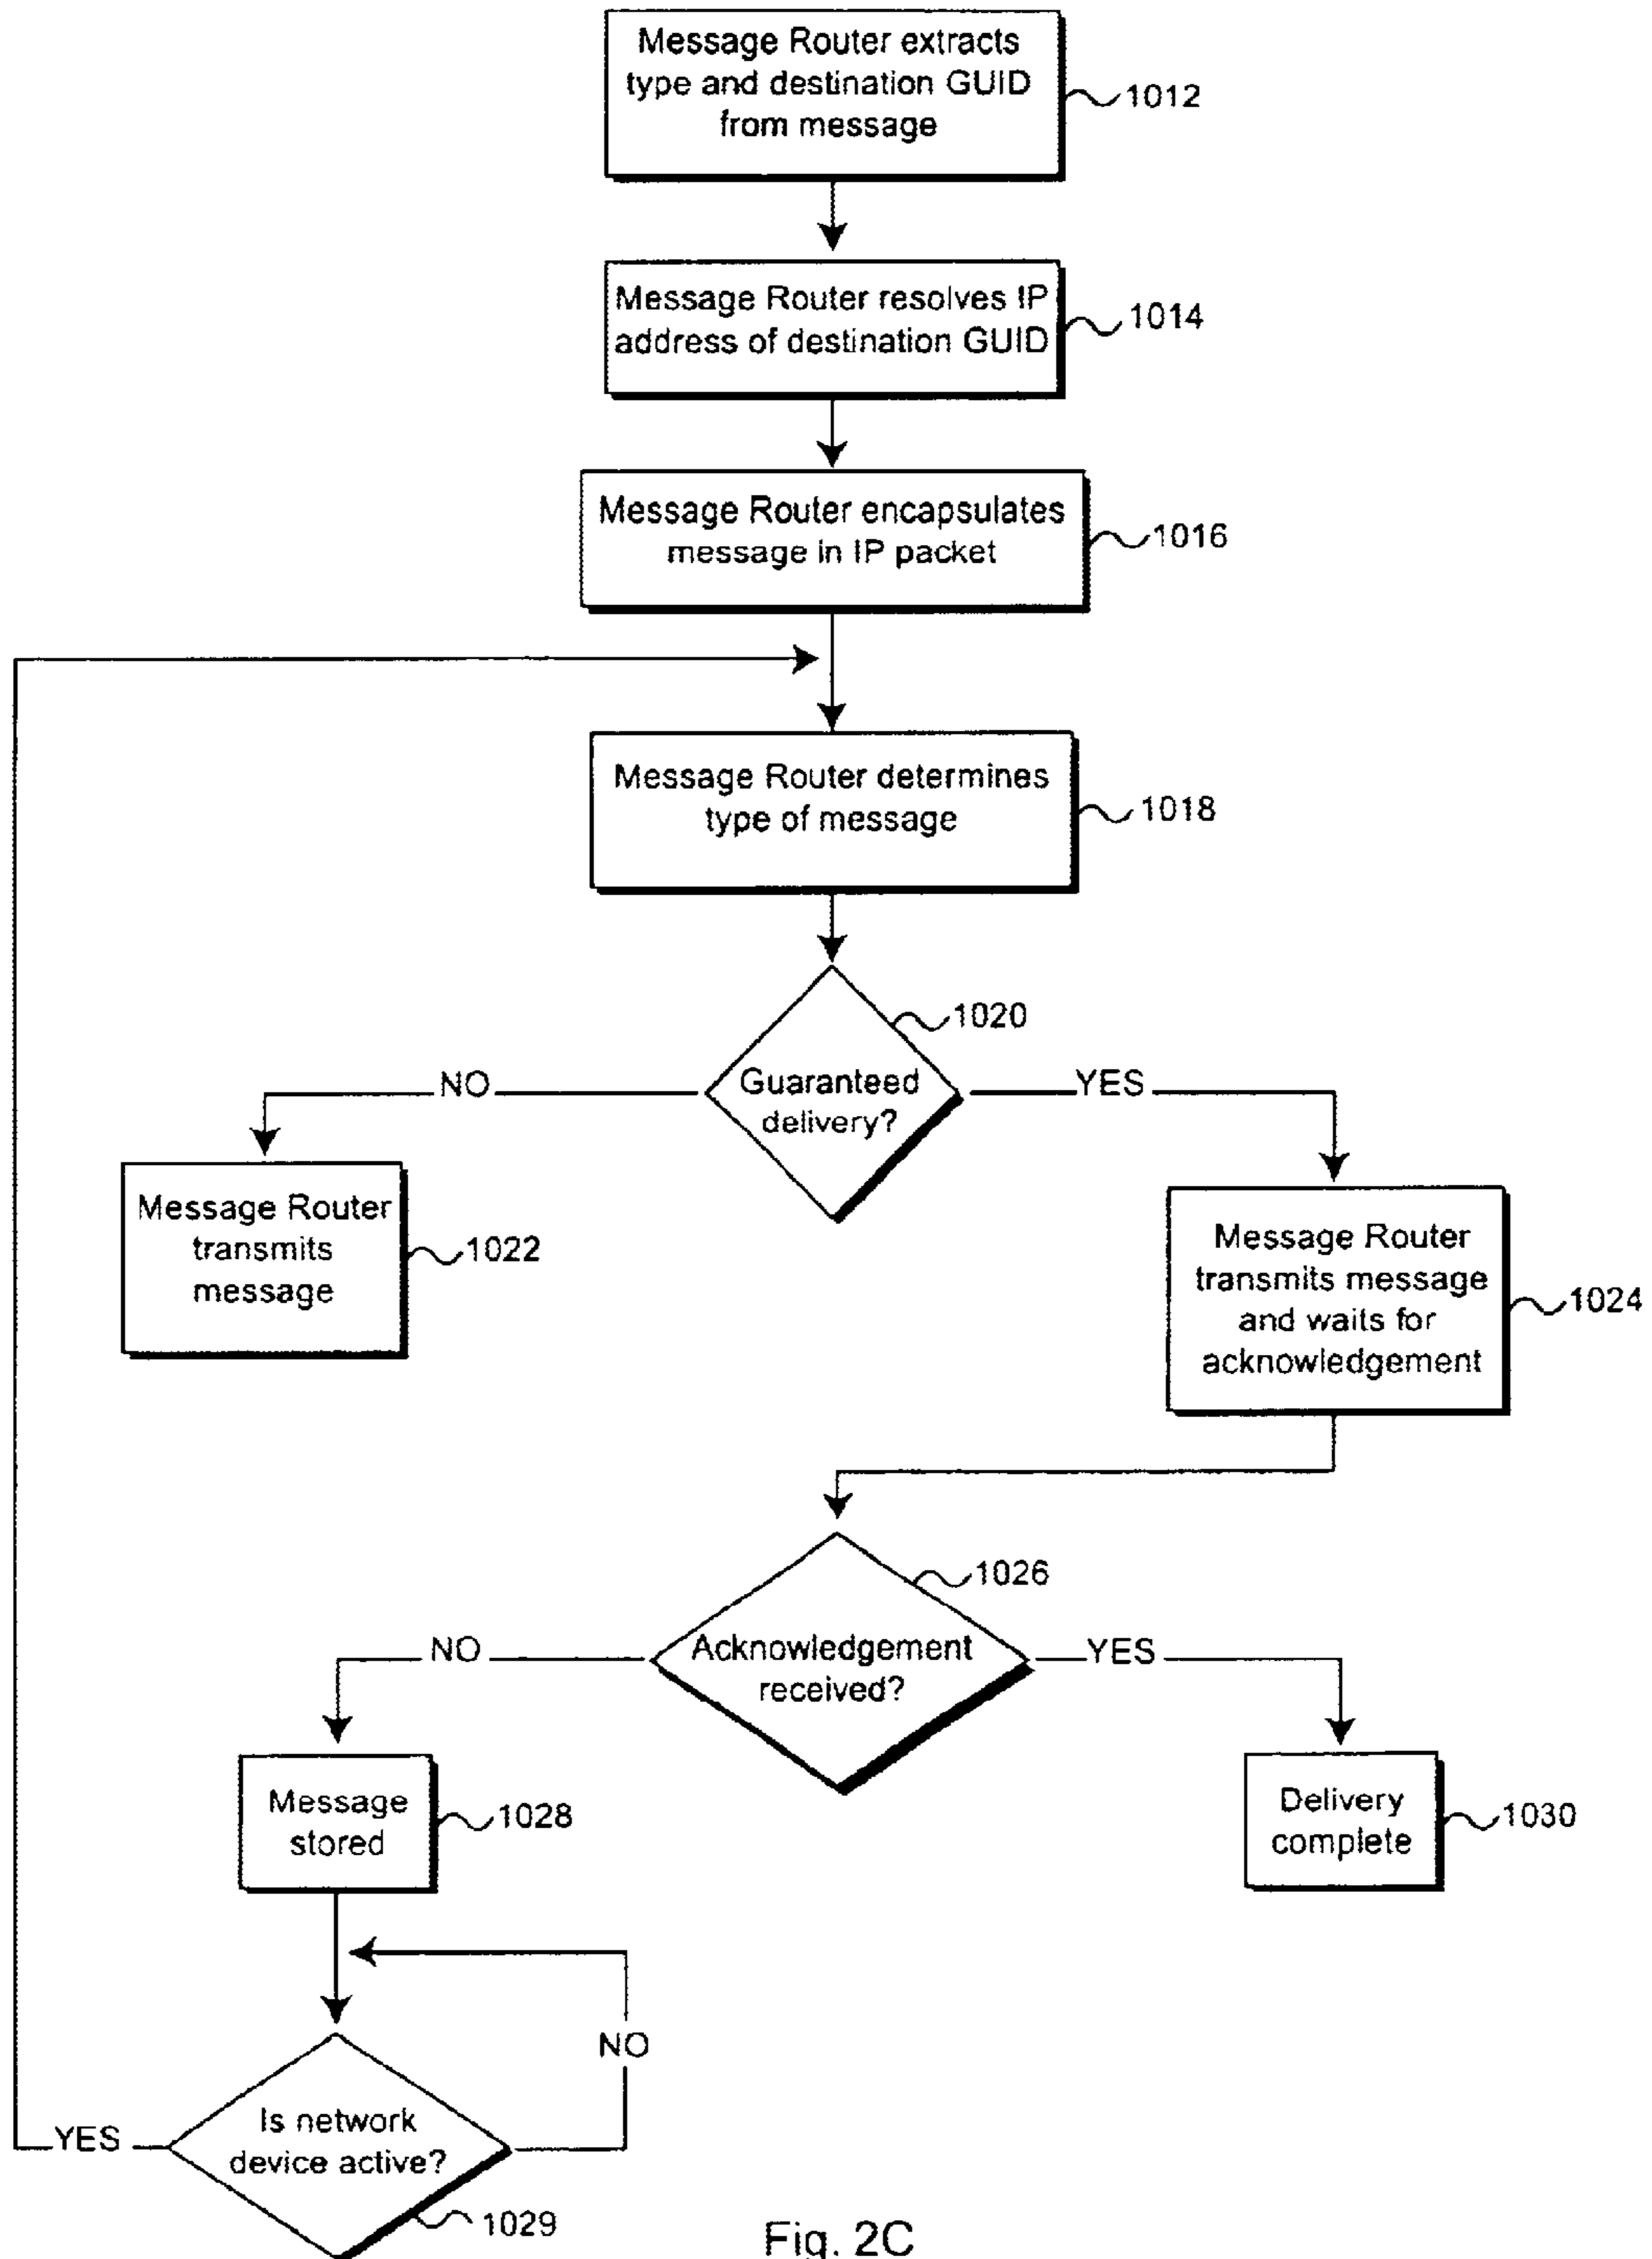 Message Router extracts
type and destination GUID
from message
1012
Message Router resolves IP
address of destination GUID
1014
Message Router encapsulates
message in IP packet
1016
Message Router determines
type of message
1018
1020
Guaranteed
delivery?
NO
YES
Message Router
transmits
message
1022
Message Router
transmits message
and waits for
acknowledgement
1024
1026
Acknowledgement
received?
NO
YES
Message
stored
1028
Delivery
complete
1030
NO
Is network
device active?
YES
1029
Fig. 2C